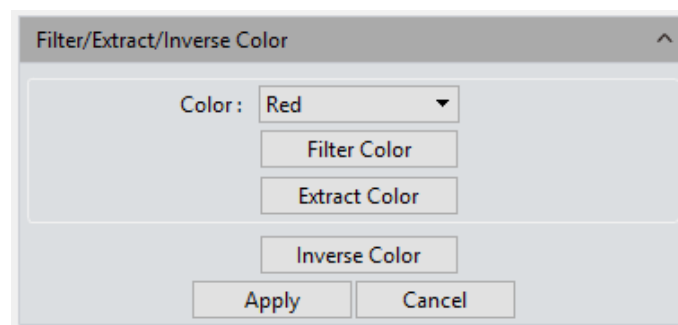 Filter/Extract/Inverse Color
Color: Red
Filter Color
Extract Color
Inverse Color
Apply Cancel